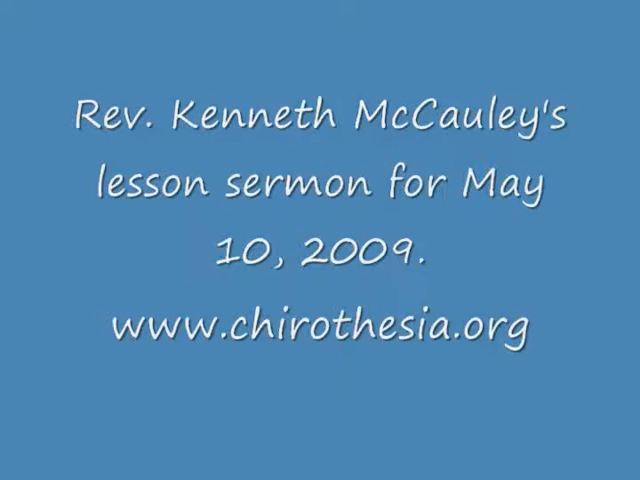 Rev. Kenneth McCauley's
lesson sermon for May
10, 2009.
www.chirothesia.org